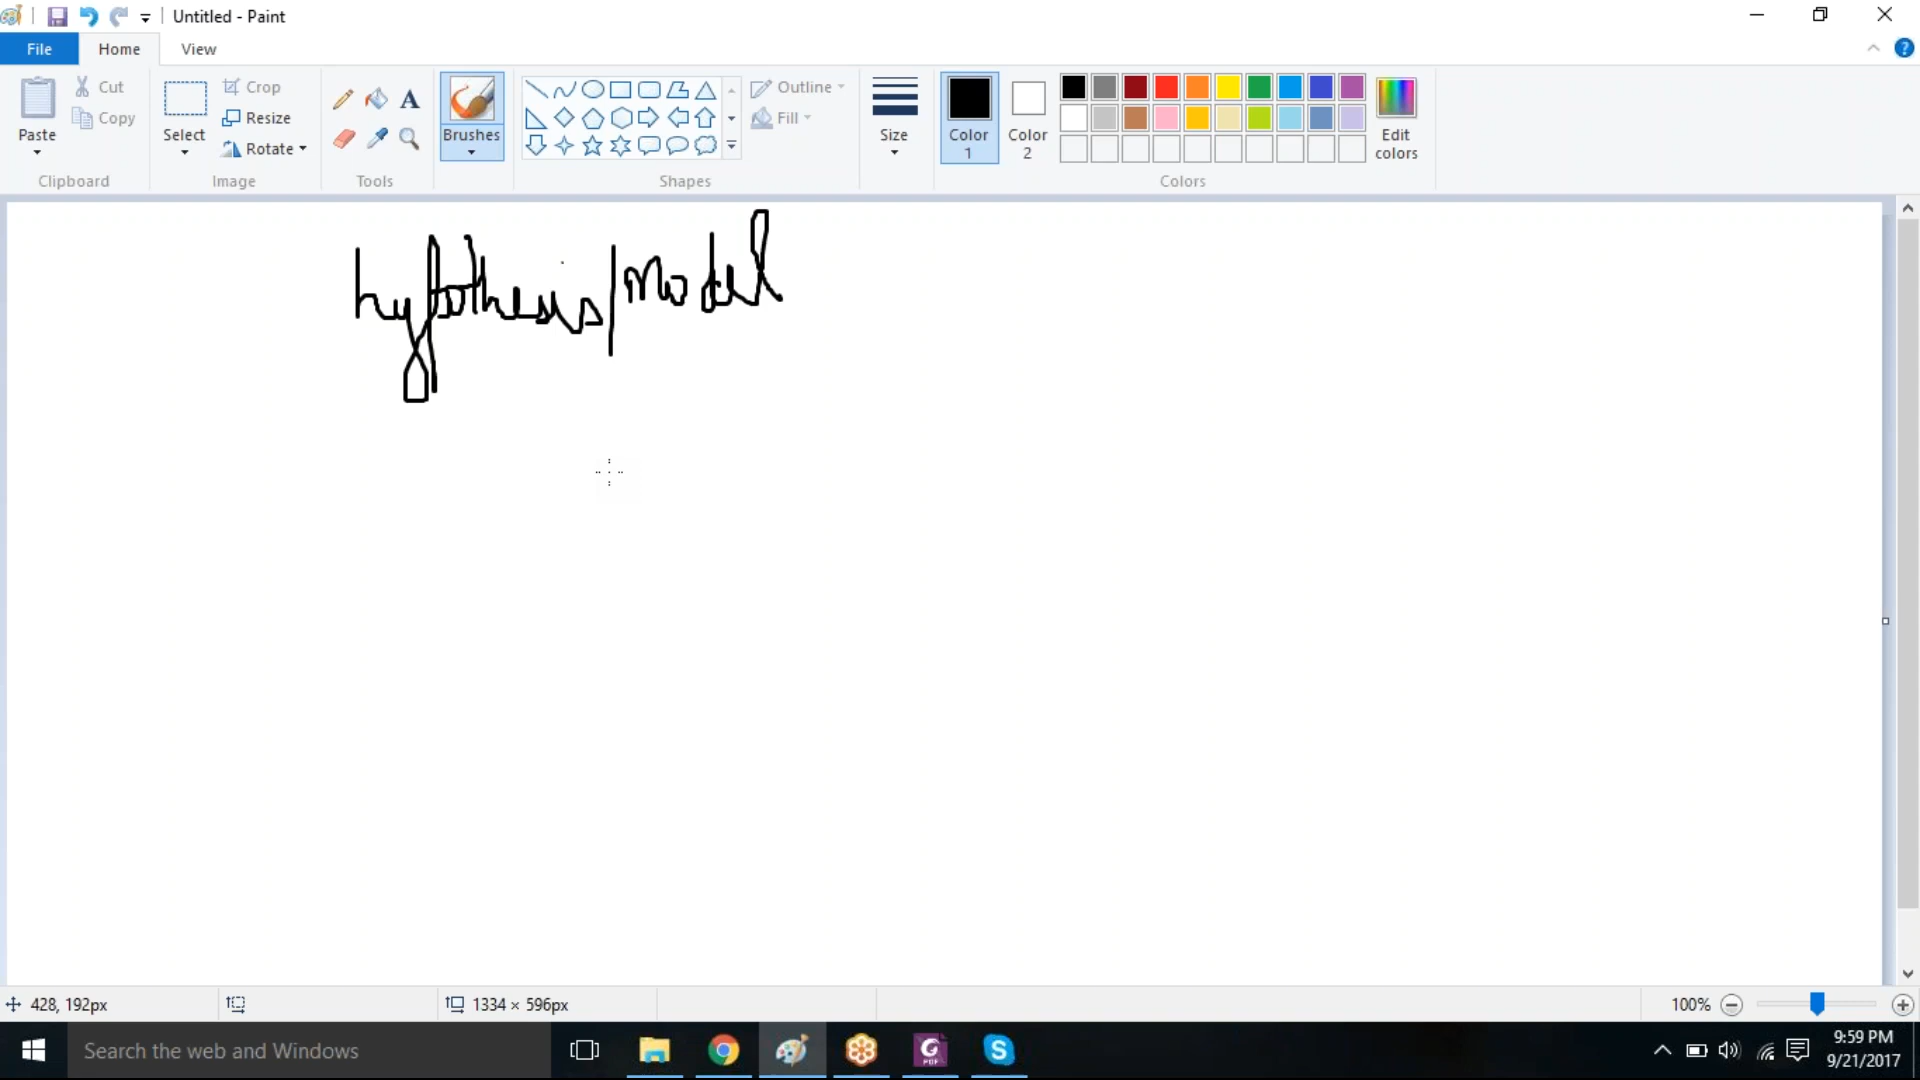 Untitled - Paint
File Home View
Paste Cut Copy Select Crop Resize Rotate Brushes Outline Fill Size Color 1 Color 2 Edit colors
Clipboard Image Tools Shapes Colors
hypothesis/Model
428, 192px 1334 × 596px 100%
Search the web and Windows 9:59 PM
9/21/2017